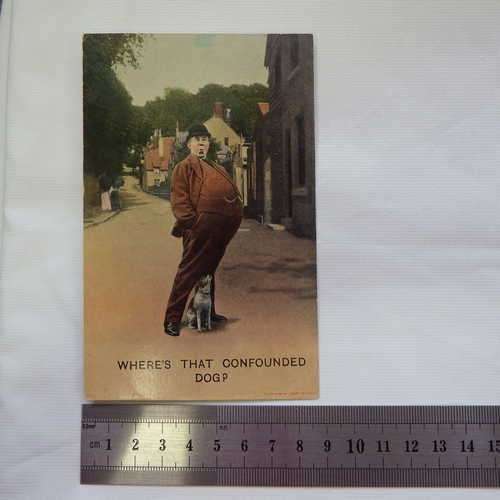 WHERE'S THAT CONFOUNDED
DOG?
cm 1 2 3 4 5 6 7 8 9 10 11 12 13 14 15